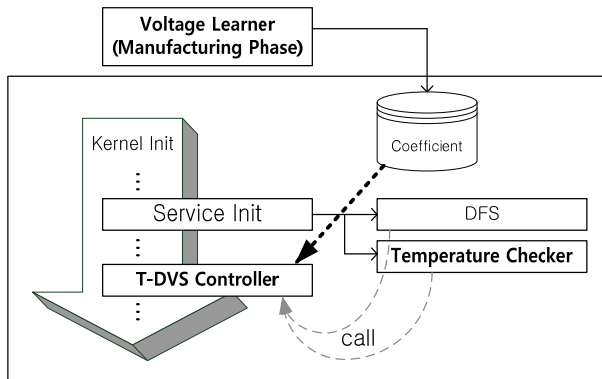 Voltage Learner
(Manufacturing Phase)
Kernel Init
Coefficient
Service Init
DFS
Temperature Checker
T-DVS Controller
call